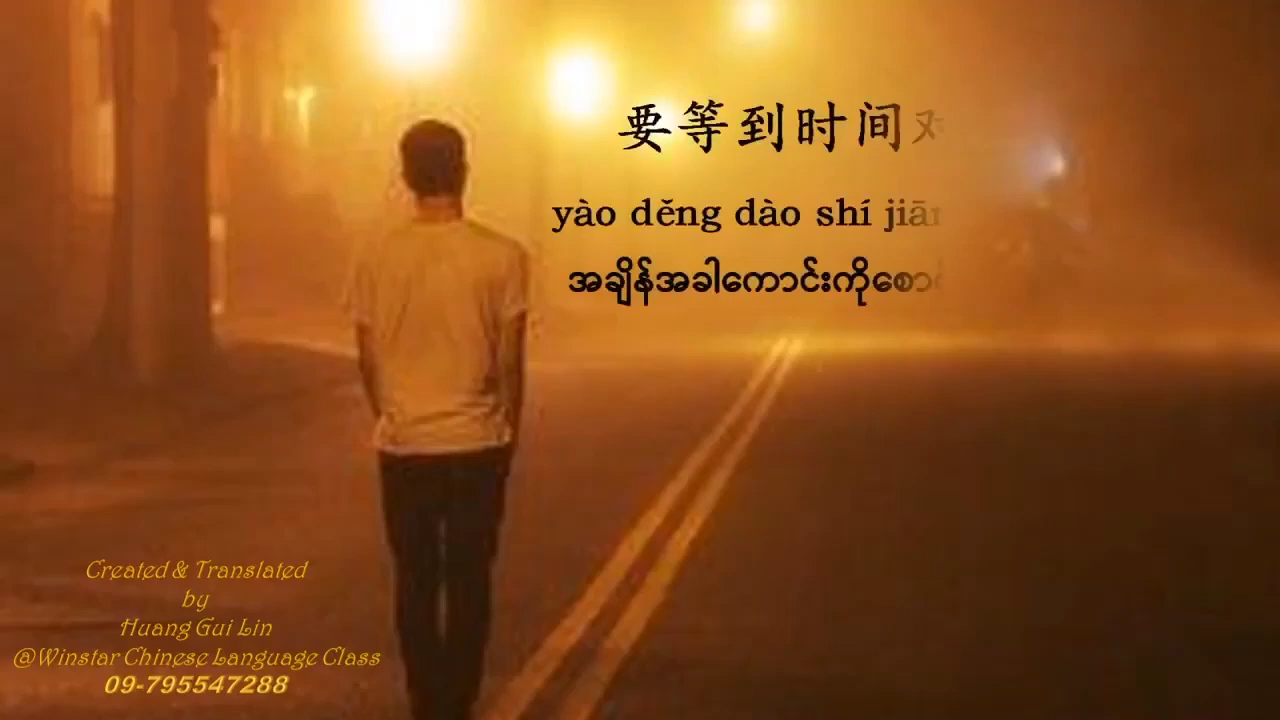 要等到时间
yào děng dào shí
အချိန်အခါကောင်းကို
Created & Translated
by
Huang Gui Lin
@Winstar Chinese Language Class
09-795547288